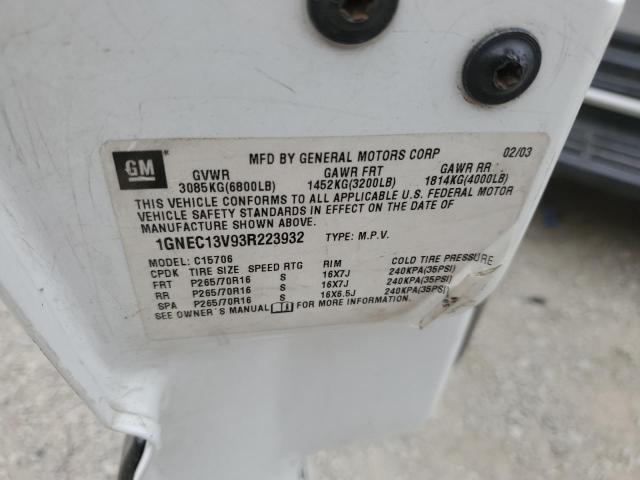 GM
MFD BY GENERAL MOTORS CORP 02/03
GVWR GAWR FRT GAWR RR
3085KG(6800LB) 1452KG(3200LB) 1814KG(4000LB)
THIS VEHICLE CONFORMS TO ALL APPLICABLE U.S. FEDERAL MOTOR
VEHICLE SAFETY STANDARDS IN EFFECT ON THE DATE OF
MANUFACTURE SHOWN ABOVE.
1GNEC13V93R223932 TYPE: M.P.V.
MODEL: C15706
CPDK TIRE SIZE SPEED RTG RIM COLD TIRE PRESSURE
FRT P265/70R16 S 16X7J 240KPA(35PSI)
RR P265/70R16 S 16X7J 240KPA(35PSI)
SPA P265/70R16 S 16X6.5J 240KPA(35PSI)
SEE OWNER'S MANUAL FOR MORE INFORMATION.